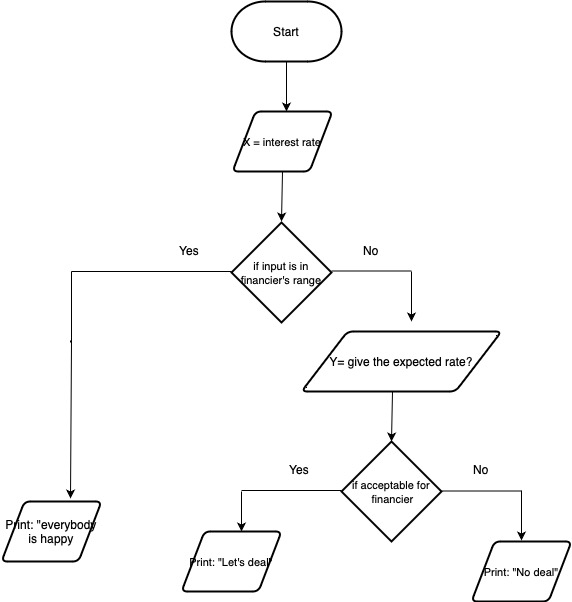 Start
X = interest rate
Yes
No
if input is in
financier's range
Y= give the expected rate?
Yes
No
if acceptable for
financier
Print: "everybody
is happy
Print: "Let's deal"
Print: "No deal"